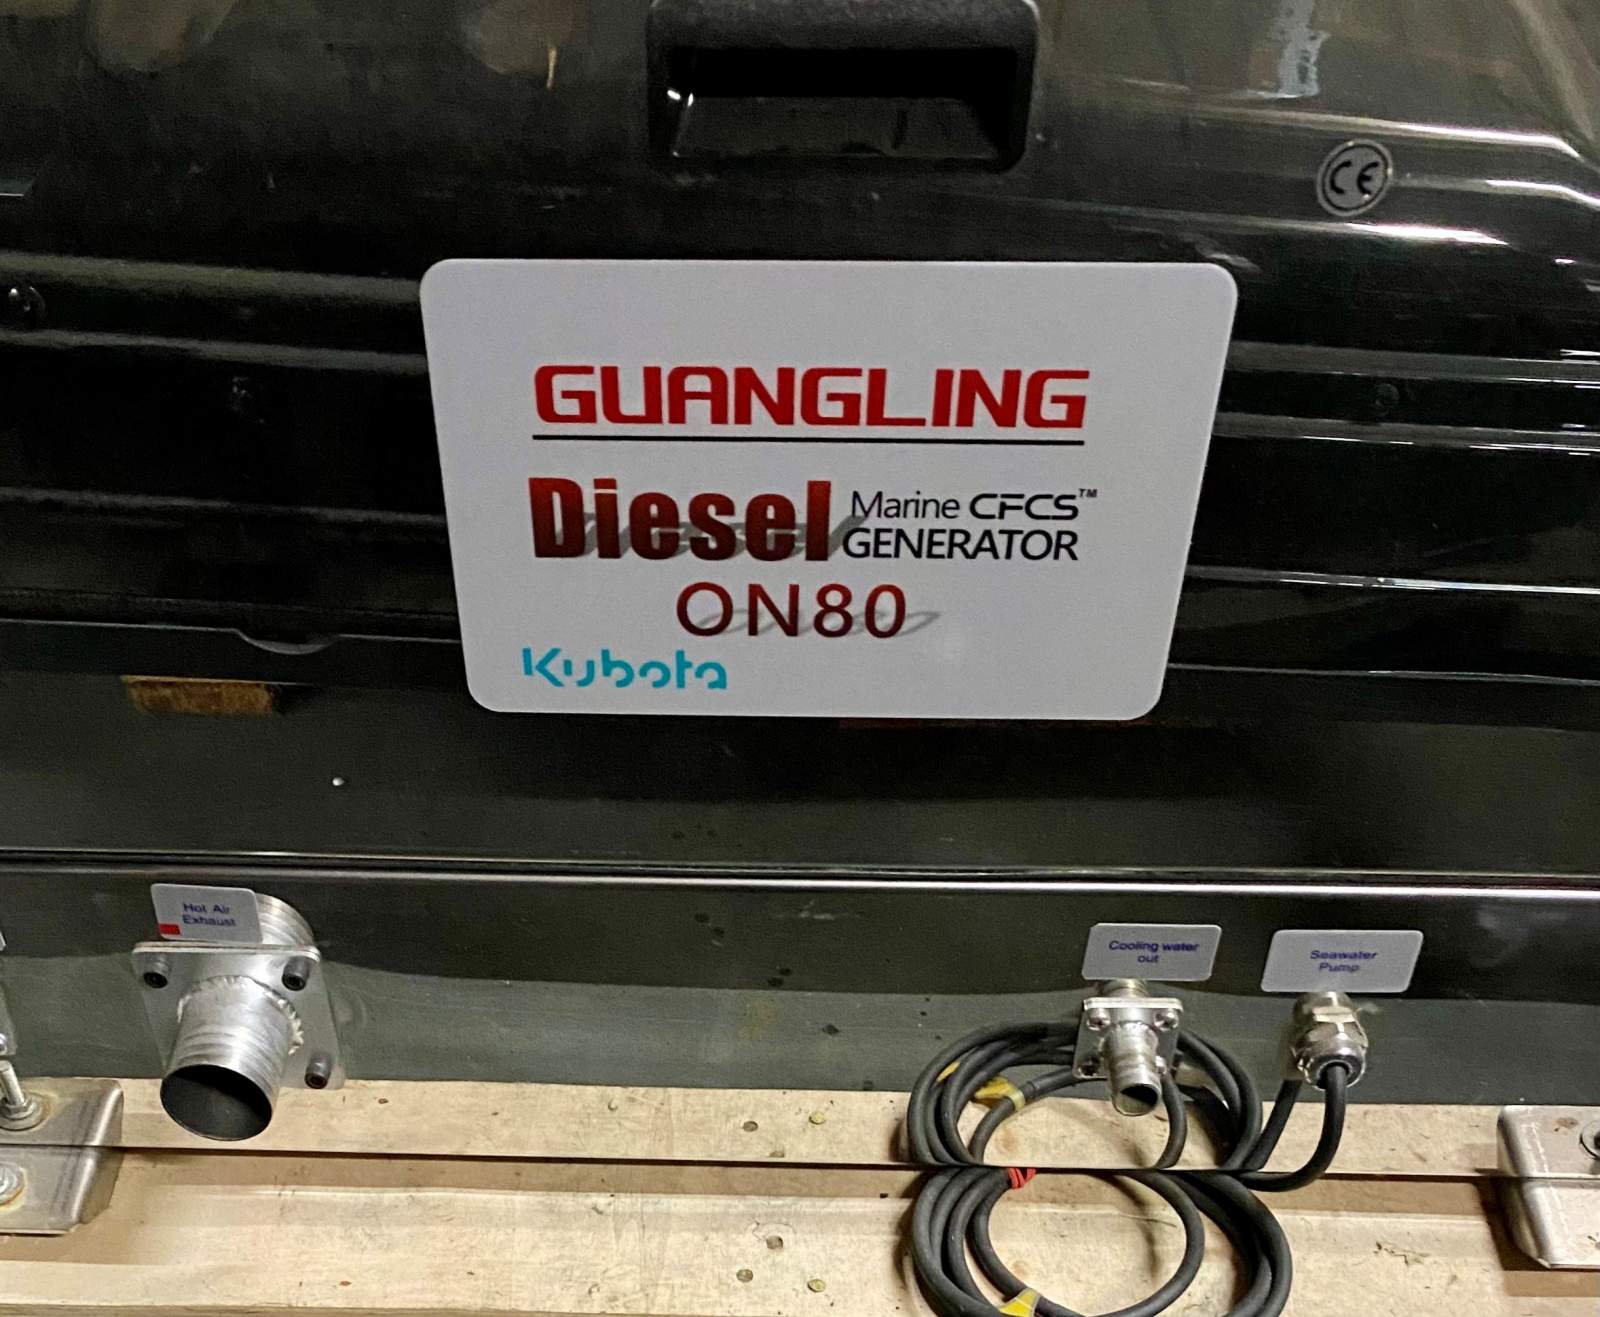 CE
GUANGLING
Diesel Marine CFCS™
GENERATOR
ON80
Kubota
Hot Air
Exhaust
Cooling water
out
Seawater
Pump